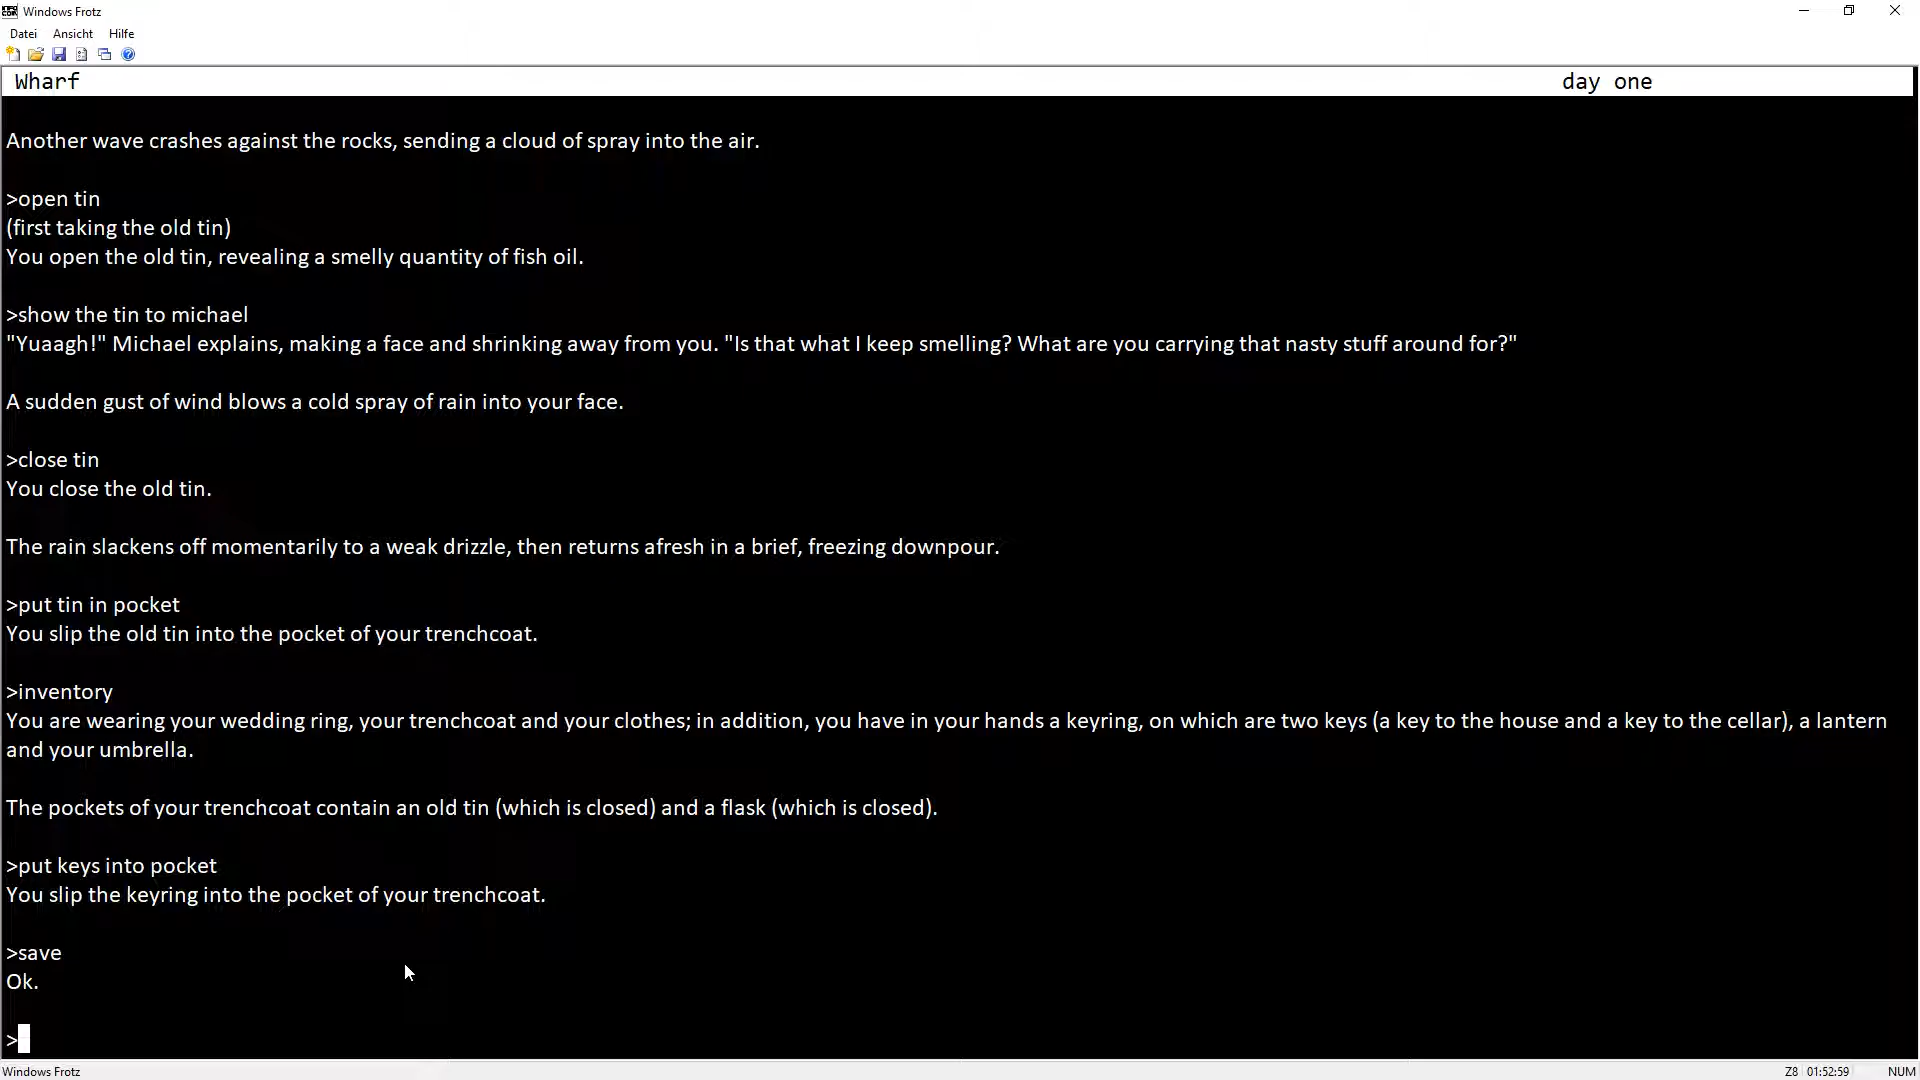 Windows Frotz
Datei Ansicht Hilfe
Wharf day one
Another wave crashes against the rocks, sending a cloud of spray into the air.
>open tin
(first taking the old tin)
You open the old tin, revealing a smelly quantity of fish oil.
>show the tin to michael
"Yuaagh!" Michael explains, making a face and shrinking away from you. "Is that what I keep smelling? What are you carrying that nasty stuff around for?"
A sudden gust of wind blows a cold spray of rain into your face.
>close tin
You close the old tin.
The rain slackens off momentarily to a weak drizzle, then returns afresh in a brief, freezing downpour.
>put tin in pocket
You slip the old tin into the pocket of your trenchcoat.
>inventory
You are wearing your wedding ring, your trenchcoat and your clothes; in addition, you have in your hands a keyring, on which are two keys (a key to the house and a key to the cellar), a lantern
and your umbrella.
The pockets of your trenchcoat contain an old tin (which is closed) and a flask (which is closed).
>put keys into pocket
You slip the keyring into the pocket of your trenchcoat.
>save
Ok.
>
Windows Frotz Z8 01:52:59 NUM